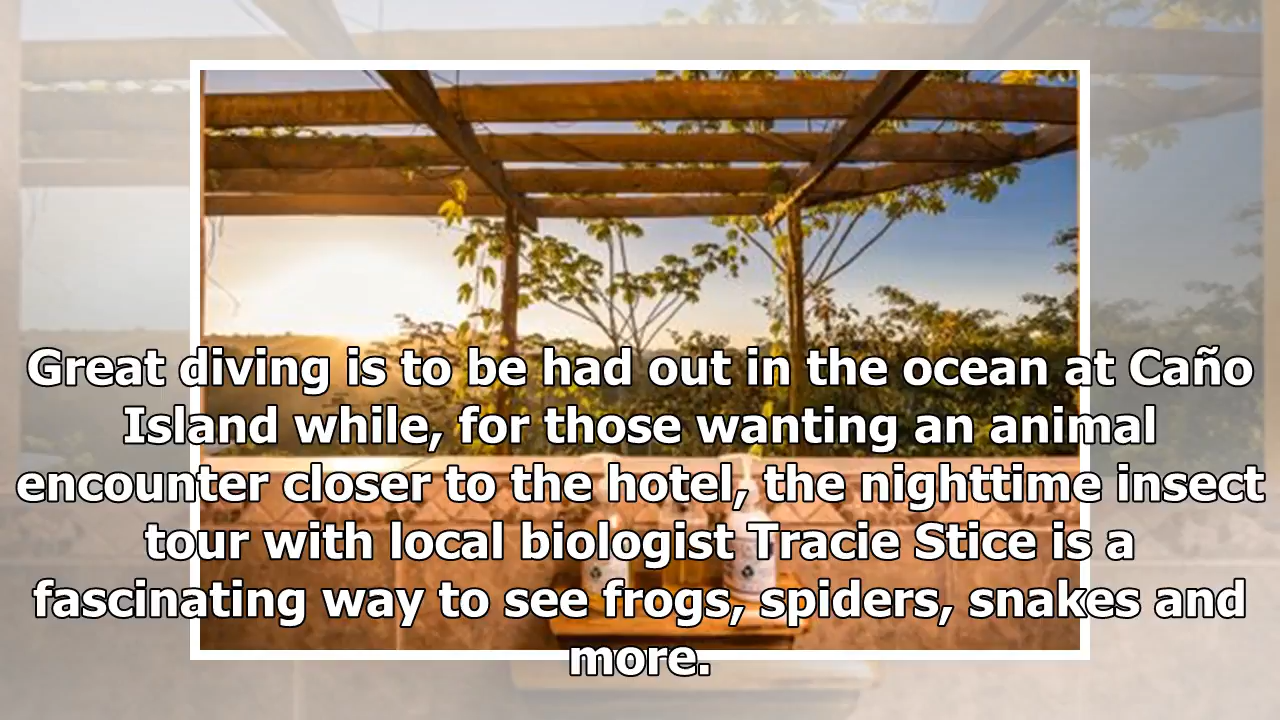 Great diving is to be had out in the ocean at Caño
Island while, for those wanting an animal
encounter closer to the hotel, the nighttime insect
tour with local biologist Tracie Stice is a
fascinating way to see frogs, spiders, snakes and
more.